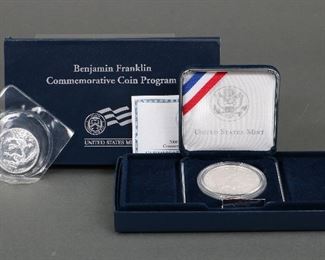 Benjamin Franklin
Commemorative Coin Program
UNITED STATES MINT
UNITED STATES MINT